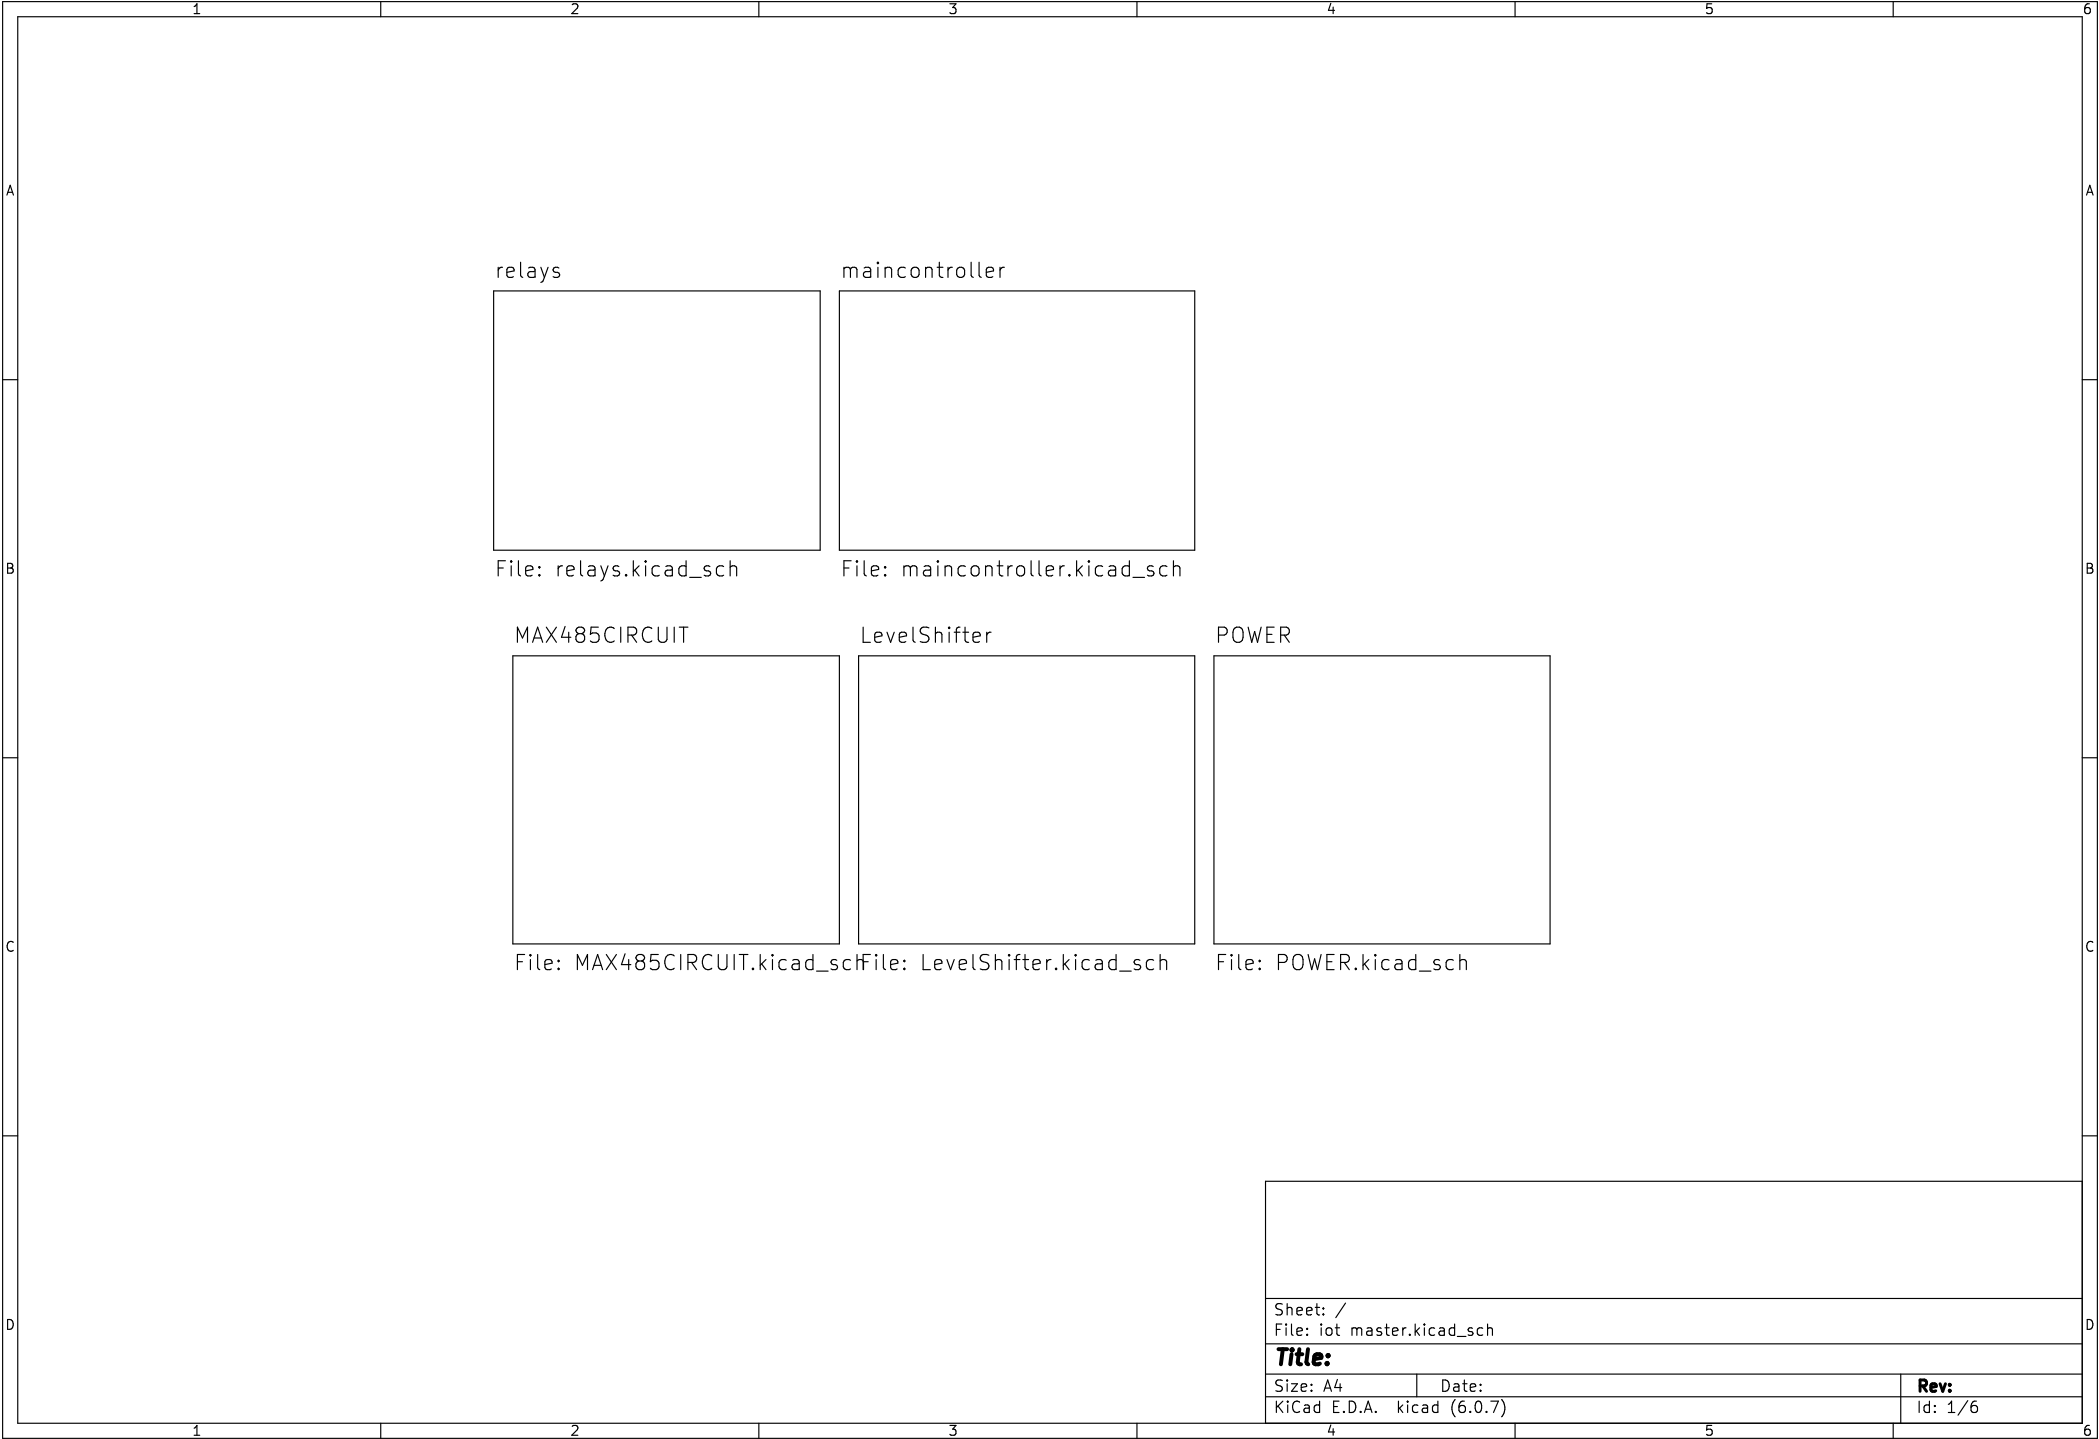 1 2 3 4 5 6
A A
relays maincontroller
File: relays.kicad_sch File: maincontroller.kicad_sch
B B
MAX485CIRCUIT LevelShifter POWER
File: MAX485CIRCUIT.kicad_sch File: LevelShifter.kicad_sch File: POWER.kicad_sch
C C
Sheet: /
File: iot master.kicad_sch
D D
Title:
Size: A4 Date: Rev:
KiCad E.D.A. kicad (6.0.7) Id: 1/6
1 2 3 4 5 6